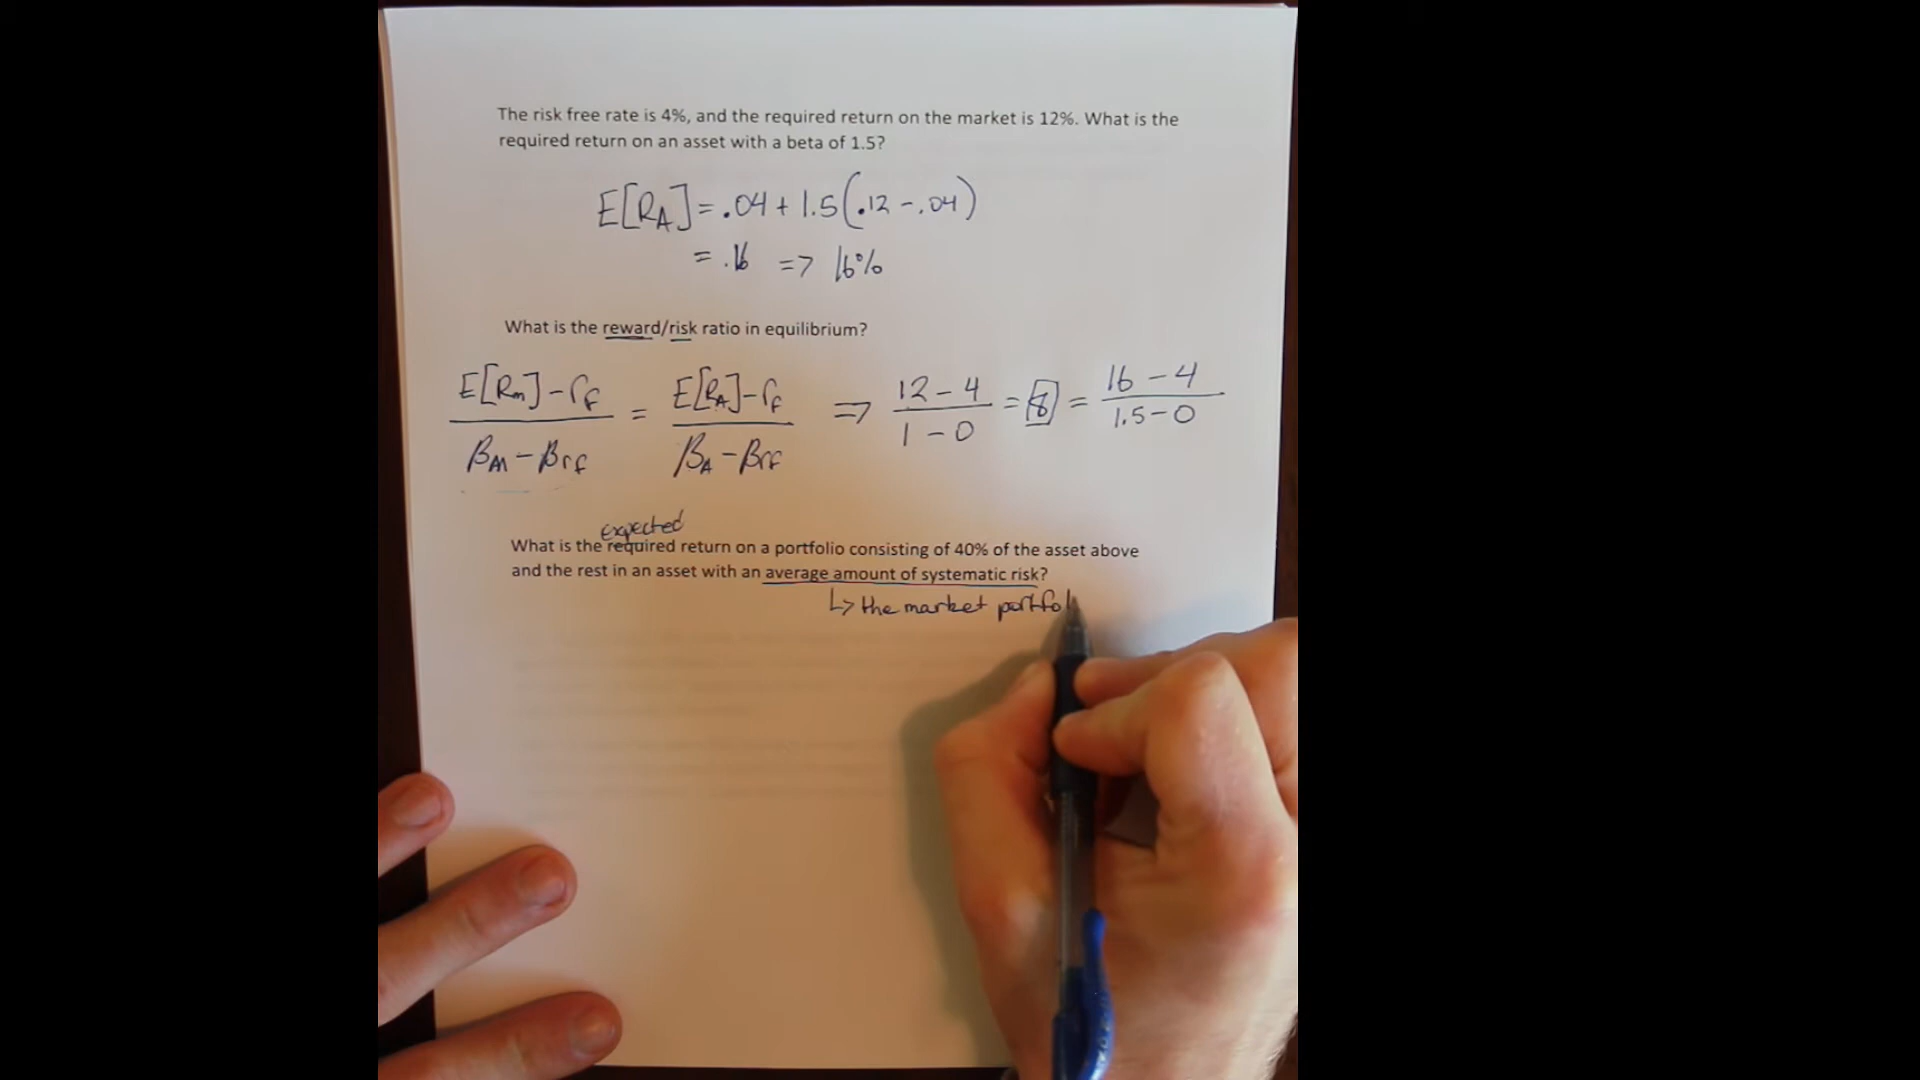 The risk free rate is 4%, and the required return on the market is 12%. What is the
required return on an asset with a beta of 1.5?
E[RA] = .04 + 1.5(.12 - .04)
= .16 => 16%
What is the reward/risk ratio in equilibrium?
E[Rm] - rf / βM - βrf = E[RA] - rf / βA - βrf => 12 - 4 / 1 - 0 = 8 = 16 - 4 / 1.5 - 0
expected
What is the required return on a portfolio consisting of 40% of the asset above
and the rest in an asset with an average amount of systematic risk?
↳ the market portfol